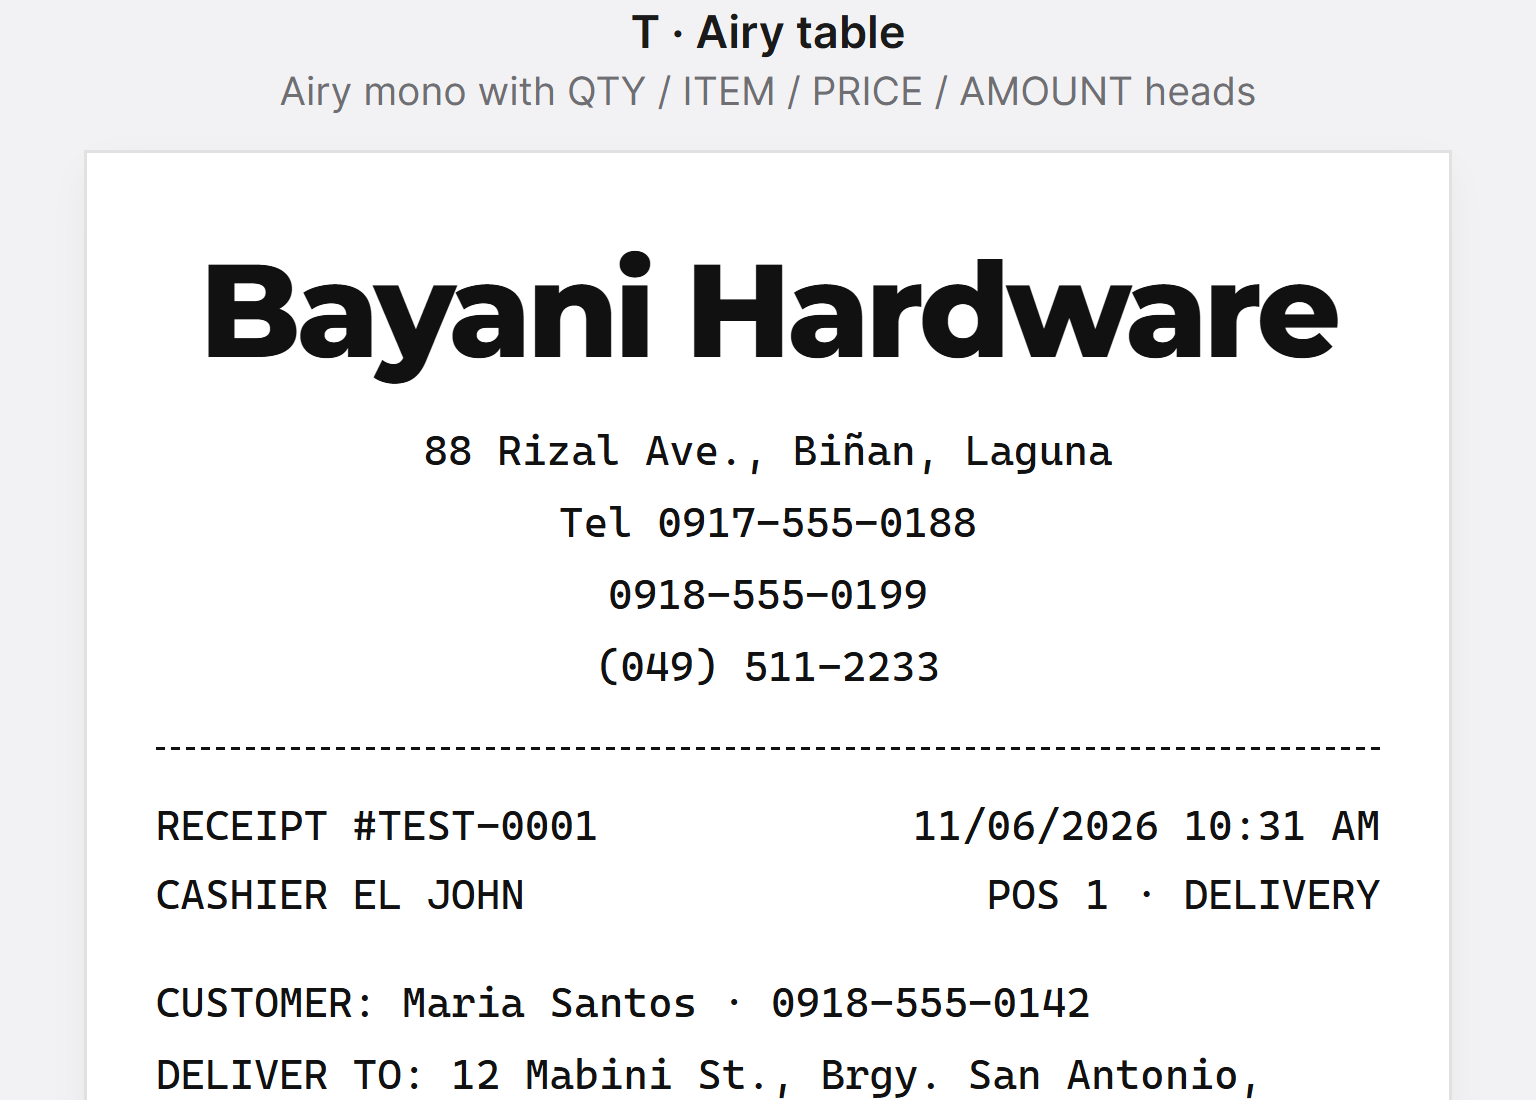 T · Airy table
Airy mono with QTY / ITEM / PRICE / AMOUNT heads
Bayani Hardware
88 Rizal Ave., Biñan, Laguna
Tel 0917-555-0188
0918-555-0199
(049) 511-2233
RECEIPT #TEST-0001 11/06/2026 10:31 AM
CASHIER EL JOHN POS 1 · DELIVERY
CUSTOMER: Maria Santos · 0918-555-0142
DELIVER TO: 12 Mabini St., Brgy. San Antonio,